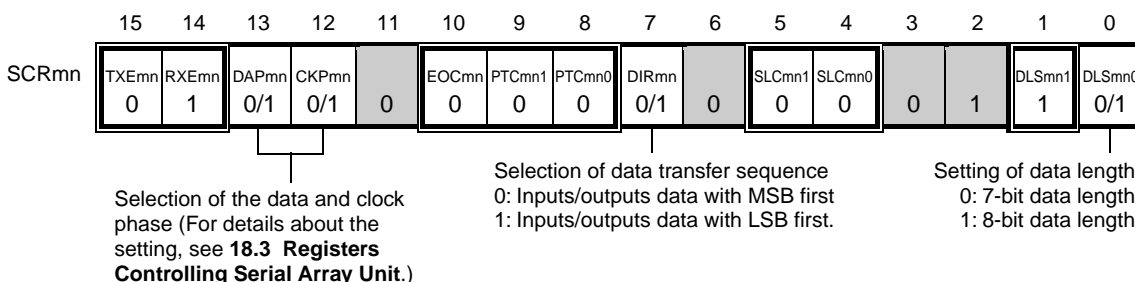 15 14 13 12 11 10 9 8 7 6 5 4 3 2 1 0
SCRmn
TXEmn RXEmn DAPmn CKPmn EOCmn PTCmn1 PTCmn0 DIRmn SLCmn1 SLCmn0 DLSmn1 DLSmn0
0 1 0/1 0/1 0 0 0 0 0/1 0 0 0 0 1 1 0/1
Selection of data transfer sequence
0: Inputs/outputs data with MSB first
1: Inputs/outputs data with LSB first.
Setting of data length
0: 7-bit data length
1: 8-bit data length
Selection of the data and clock
phase (For details about the
setting, see 18.3 Registers
Controlling Serial Array Unit.)